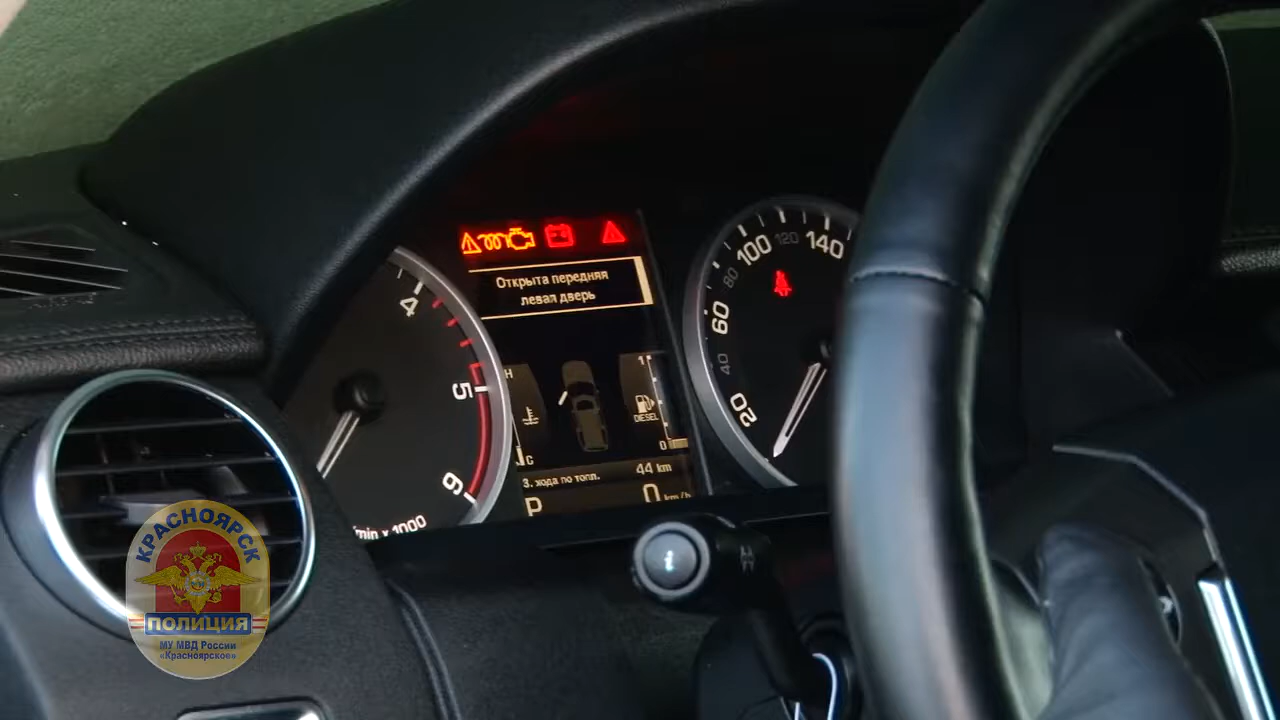 100 120 140
80
60
40
20
4
5
6
/min x 1000
Открыта передняя
левая дверь
H
C
1
DIESEL
0
З. хода по топл. 44 km
P 0 km/h
i
КРАСНОЯРСК
ПОЛИЦИЯ
МУ МВД России
«Красноярское»